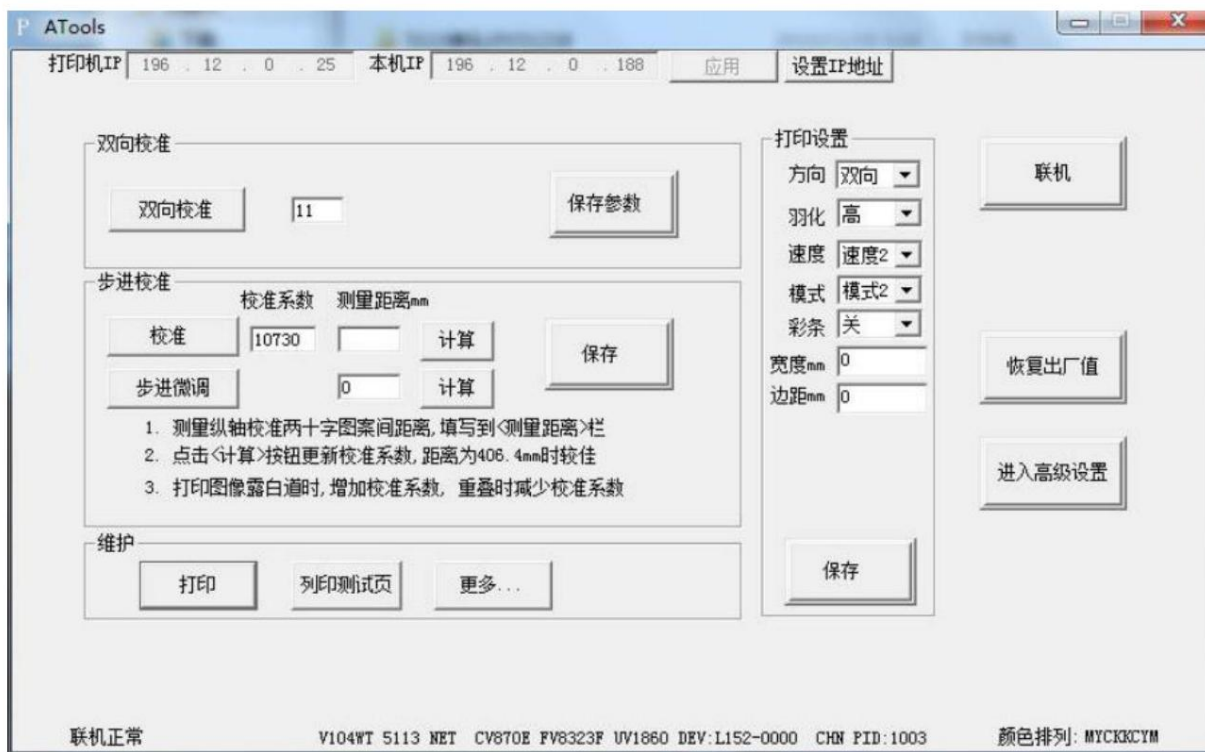 P ATools
打印机IP 196 . 12 . 0 . 25 本机IP 196 . 12 . 0 . 188 应用 设置IP地址
双向校准
双向校准 11 保存参数
步进校准
校准系数 测量距离mm
校准 10730 计算 保存
步进微调 0 计算
1. 测量纵轴校准两十字图案间距离,填写到<测量距离>栏
2. 点击<计算>按钮更新校准系数,距离为406.4mm时较佳
3. 打印图像露白道时,增加校准系数, 重叠时减少校准系数
维护
打印 列印测试页 更多...
打印设置
方向 双向
羽化 高
速度 速度2
模式 模式2
彩条 关
宽度mm 0
边距mm 0
保存
联机
恢复出厂值
进入高级设置
联机正常 V104WT 5113 NET CV870E FV8323F UV1860 DEV:L152-0000 CHN PID:1003 颜色排列: MYCKKCYM